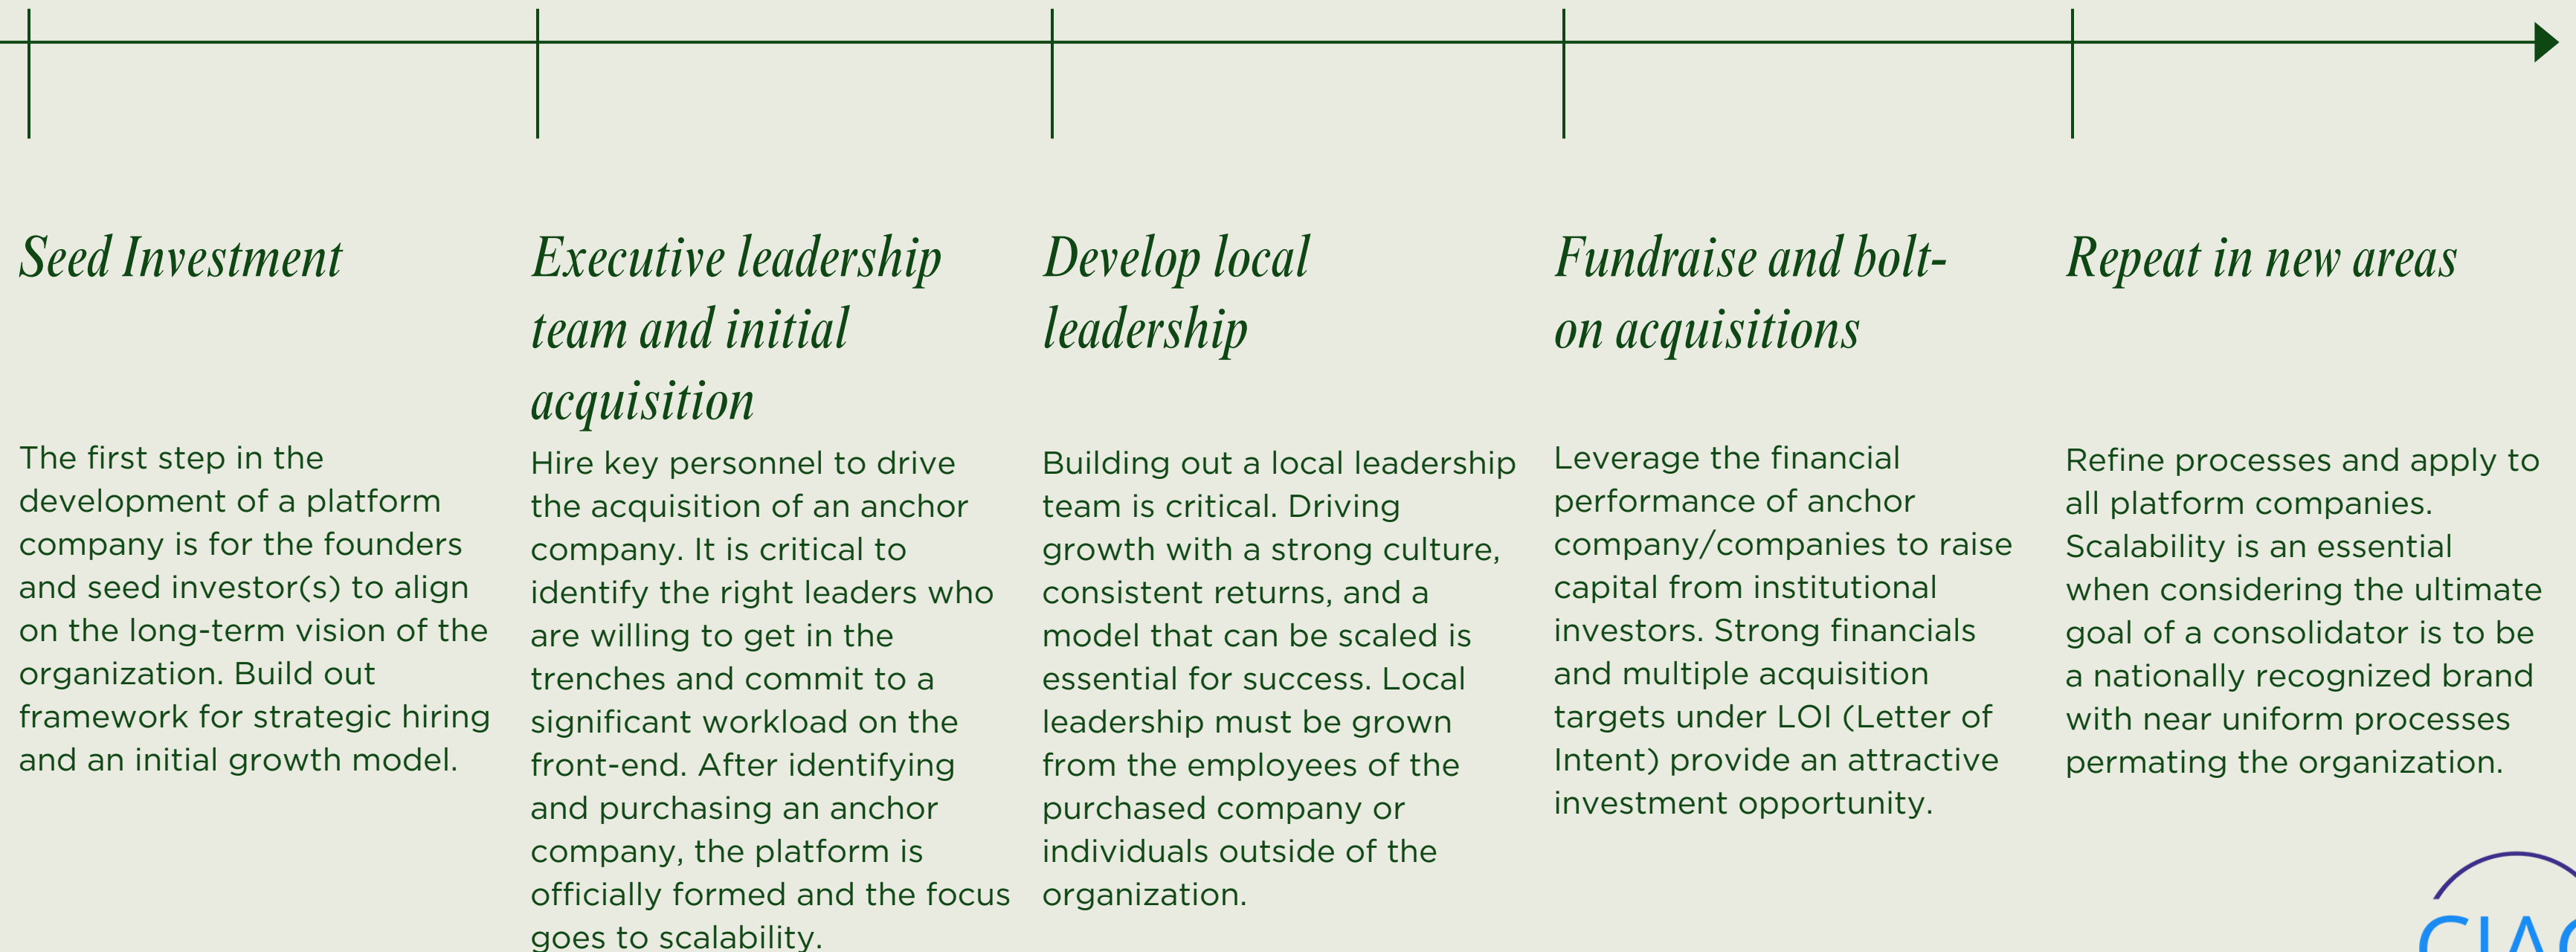 Seed Investment
The first step in the
development of a platform
company is for the founders
and seed investor(s) to align
on the long-term vision of the
organization. Build out
framework for strategic hiring
and an initial growth model.
Executive leadership
team and initial
acquisition
Hire key personnel to drive
the acquisition of an anchor
company. It is critical to
identify the right leaders who
are willing to get in the
trenches and commit to a
significant workload on the
front-end. After identifying
and purchasing an anchor
company, the platform is
officially formed and the focus
goes to scalability.
Develop local
leadership
Building out a local leadership
team is critical. Driving
growth with a strong culture,
consistent returns, and a
model that can be scaled is
essential for success. Local
leadership must be grown
from the employees of the
purchased company or
individuals outside of the
organization.
Fundraise and bolt-
on acquisitions
Leverage the financial
performance of anchor
company/companies to raise
capital from institutional
investors. Strong financials
and multiple acquisition
targets under LOI (Letter of
Intent) provide an attractive
investment opportunity.
Repeat in new areas
Refine processes and apply to
all platform companies.
Scalability is an essential
when considering the ultimate
goal of a consolidator is to be
a nationally recognized brand
with near uniform processes
permating the organization.